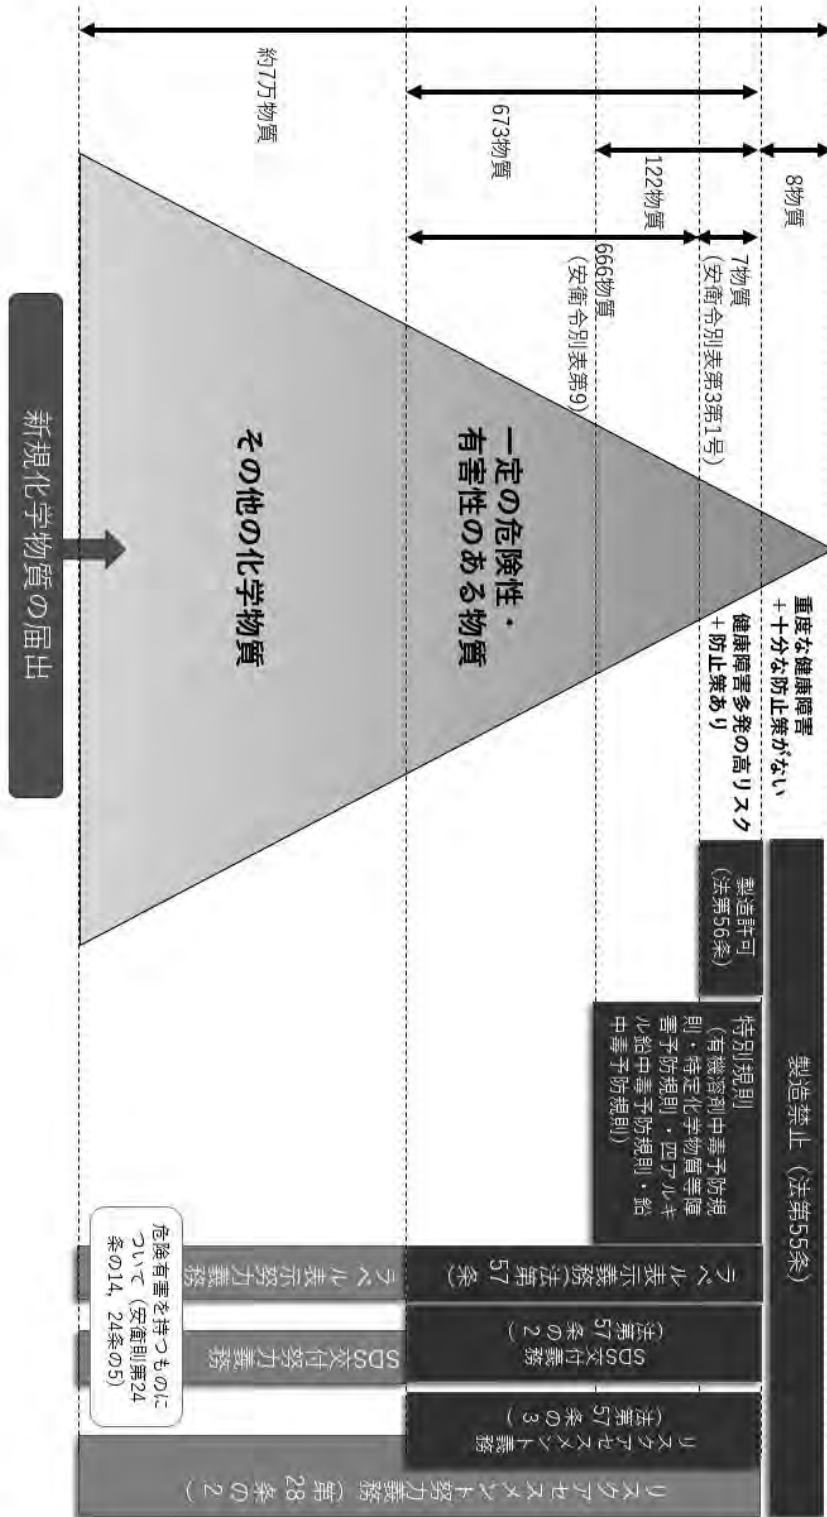 8物質
7物質
（安衛令別表第3第1号）
122物質
666物質
（安衛令別表第9）
673物質
約7万物質
重度な健康障害
+十分な防止策がない
健康障害多発の高リスク
+防止策あり
一定の危険性・
有害性のある物質
その他の化学物質
新規化学物質の届出
製造禁止（法第55条）
製造許可
（法第56条）
特別規則
（有機溶剤中毒予防規
則・特定化学物質等障
害予防規則・四アルキ
ル鉛中毒予防規則・鉛
中毒予防規則）
ラベル表示義務(法第57条)
ラベル表示努力義務
SDS交付義務
(法第57条の2)
SDS交付努力義務
リスクアセスメント義務
(法第57条の3)
リスクアセスメント努力義務(第28条の2)
危険有害を持つものに
ついて（安衛則第24
条の14，24条の5）